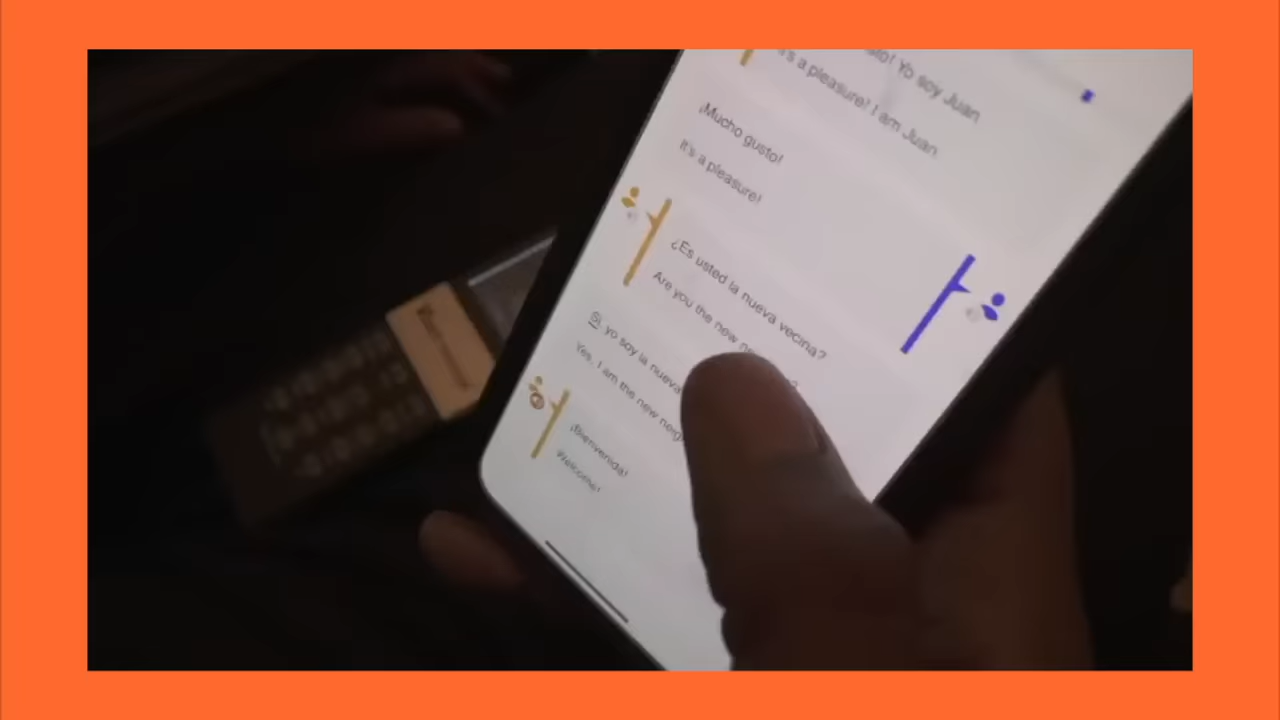 Yo soy Juan
It's a pleasure! I am Juan
¡Mucho gusto!
It's a pleasure!
¿Es usted la nueva vecina?
Are you the new
Sí, yo soy la nueva
Yes, I am the new
¡Bienvenida!
Welcome!